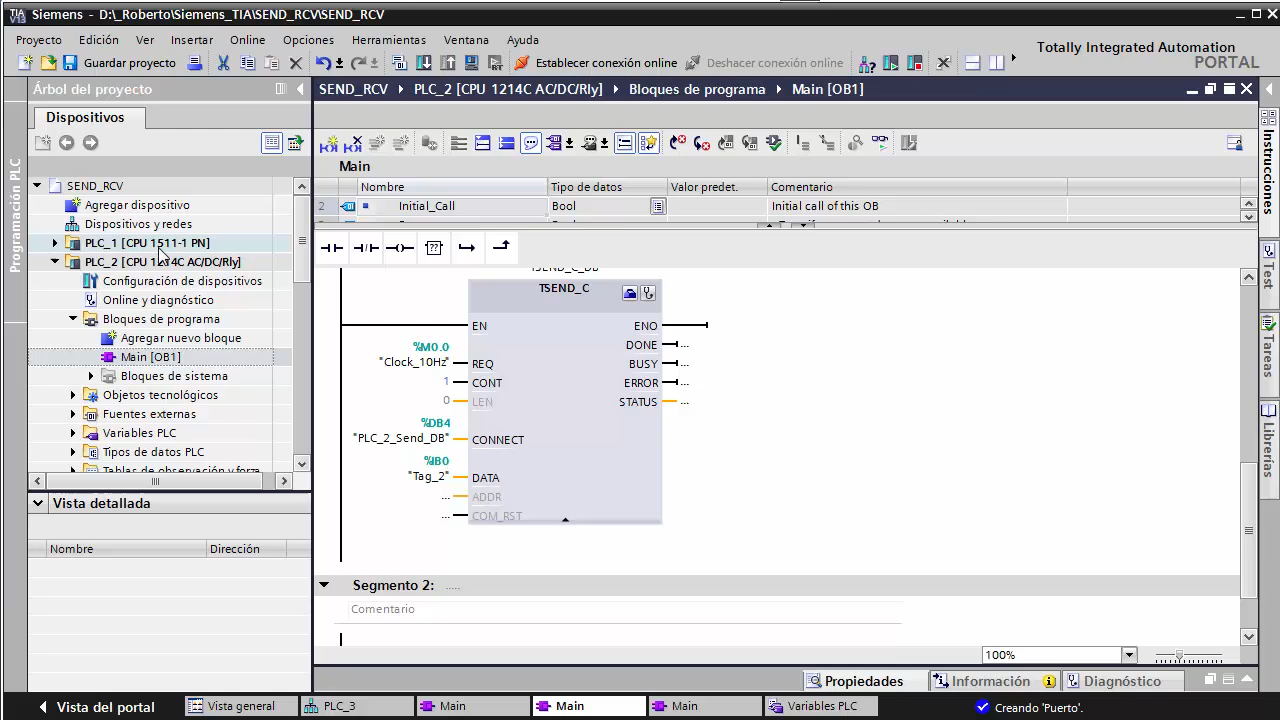 TIA
V13
Siemens - D:\_Roberto\Siemens_TIA\SEND_RCV\SEND_RCV
Proyecto Edición Ver Insertar Online Opciones Herramientas Ventana Ayuda
Guardar proyecto
Establecer conexión online
Deshacer conexión online
Totally Integrated Automation
PORTAL
Programación PLC
Árbol del proyecto
Dispositivos
SEND_RCV
Agregar dispositivo
Dispositivos y redes
PLC_1 [CPU 1511-1 PN]
PLC_2 [CPU 1214C AC/DC/Rly]
Configuración de dispositivos
Online y diagnóstico
Bloques de programa
Agregar nuevo bloque
Main [OB1]
Bloques de sistema
Objetos tecnológicos
Fuentes externas
Variables PLC
Tipos de datos PLC
Tablas de observación y forza
Vista detallada
Nombre Dirección
SEND_RCV PLC_2 [CPU 1214C AC/DC/Rly] Bloques de programa Main [OB1]
Main
Nombre Tipo de datos Valor predet. Comentario
2 Initial_Call Bool Initial call of this OB
??
TSEND_C_DB
TSEND_C
EN ENO
DONE ...
%M0.0
"Clock_10Hz" REQ BUSY ...
1 CONT ERROR ...
0 LEN STATUS ...
%DB4
"PLC_2_Send_DB" CONNECT
%IB0
"Tag_2" DATA
... ADDR
... COM_RST
Segmento 2: .....
Comentario
100%
Propiedades Información Diagnóstico
Instrucciones
Test
Tareas
Librerías
Vista del portal Vista general PLC_3 Main Main Main Variables PLC Creando 'Puerto'.